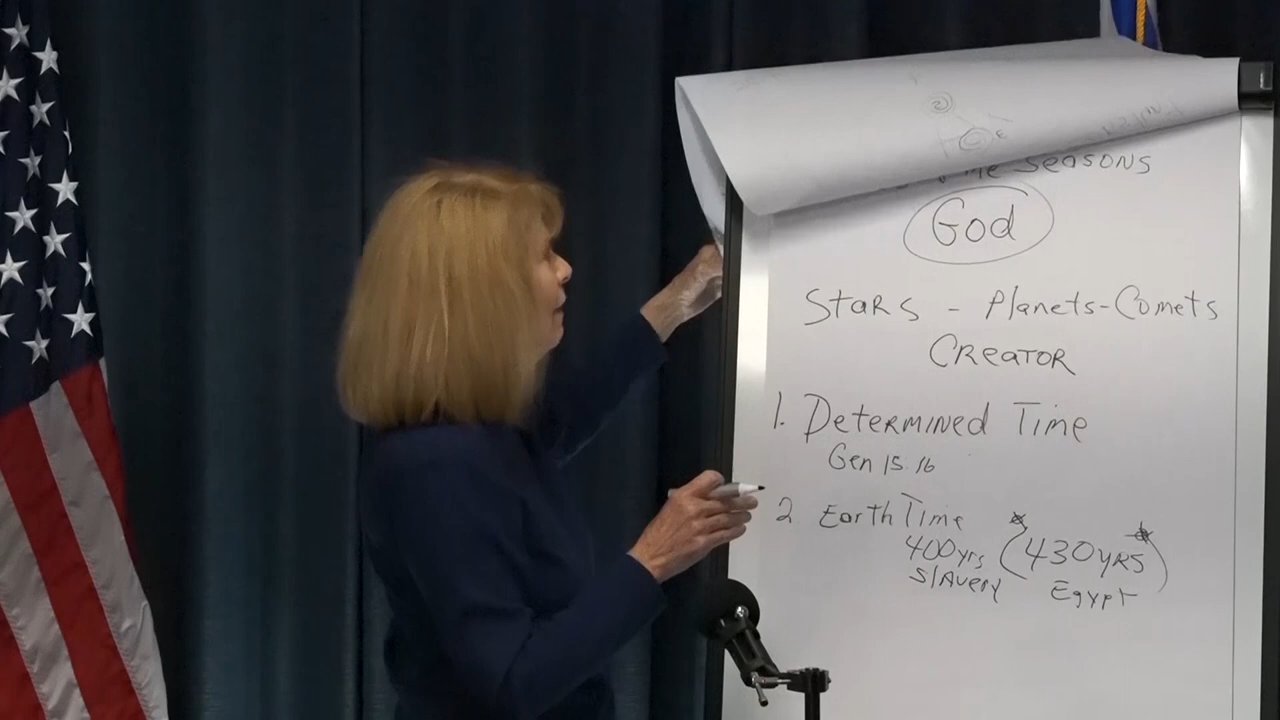 the Seasons
God
Stars - Planets-Comets
Creator
1. Determined Time
Gen 15:16
2 Earth Time
400yrs (430yrs)
Slavery Egypt